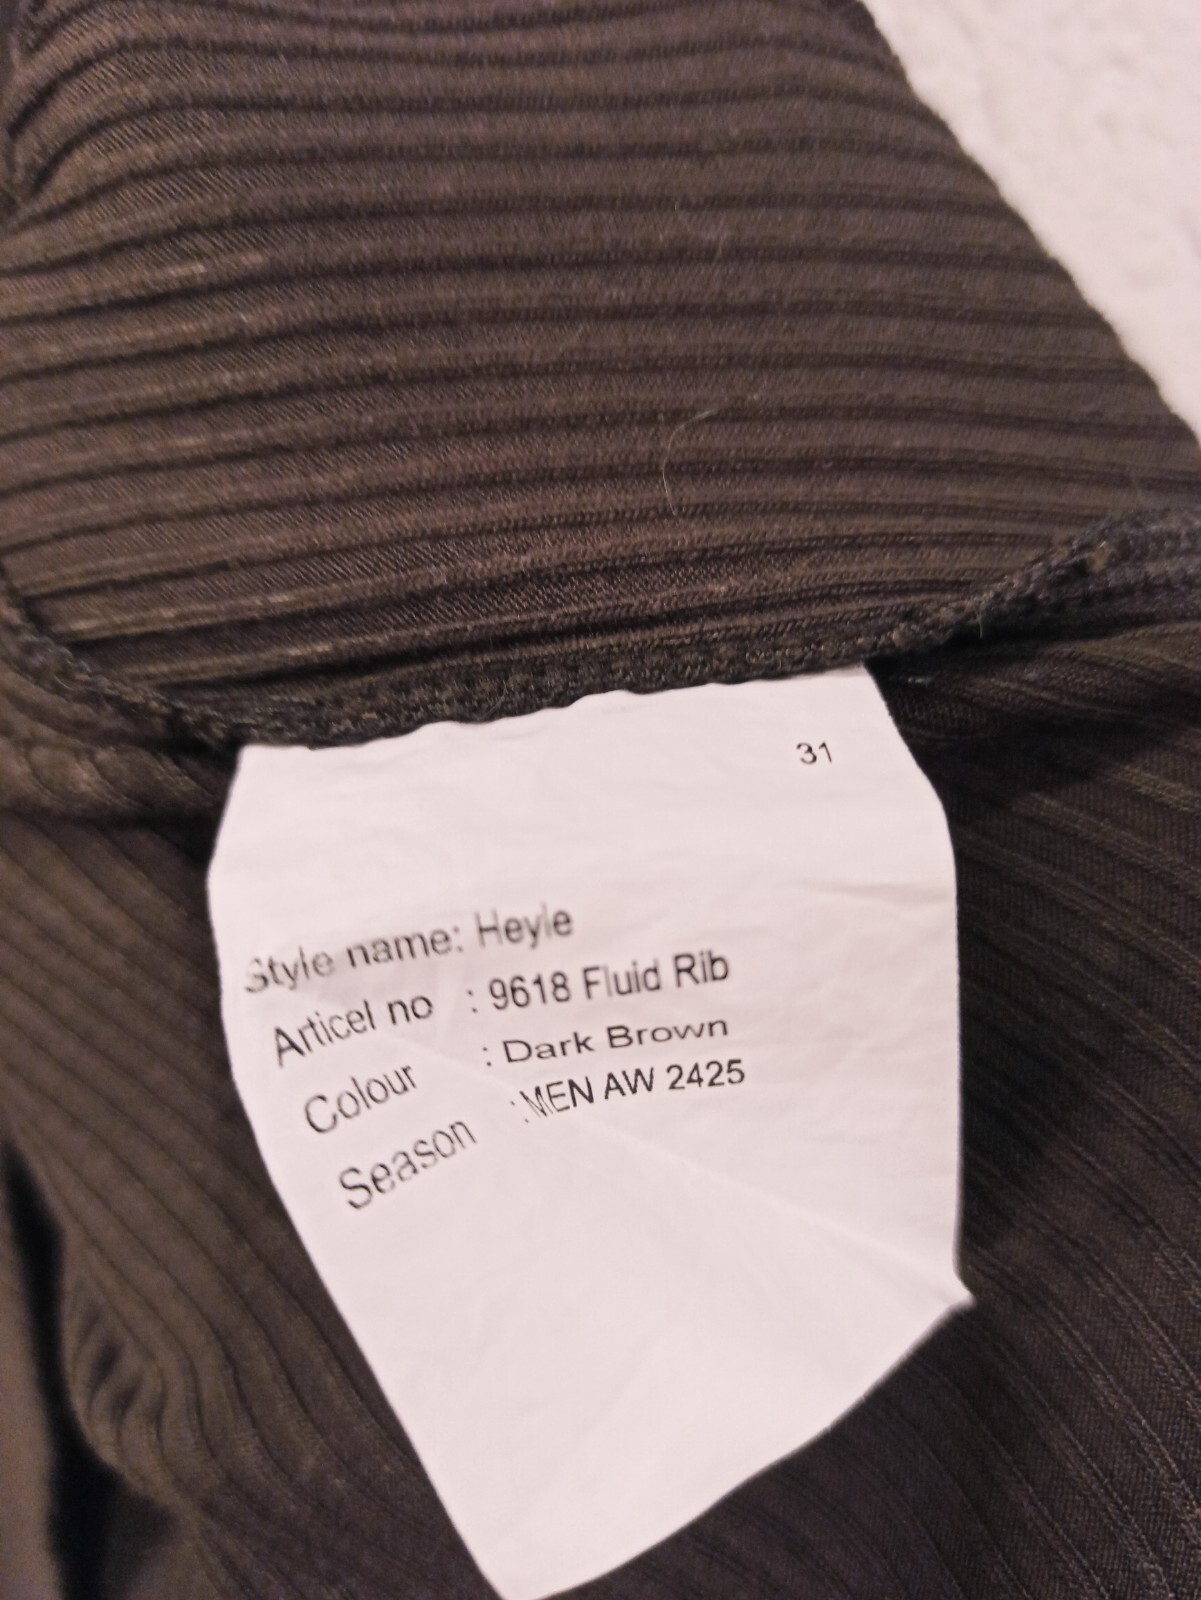 31
Style name: Heyle
Articel no : 9618 Fluid Rib
Colour : Dark Brown
Season : MEN AW 2425